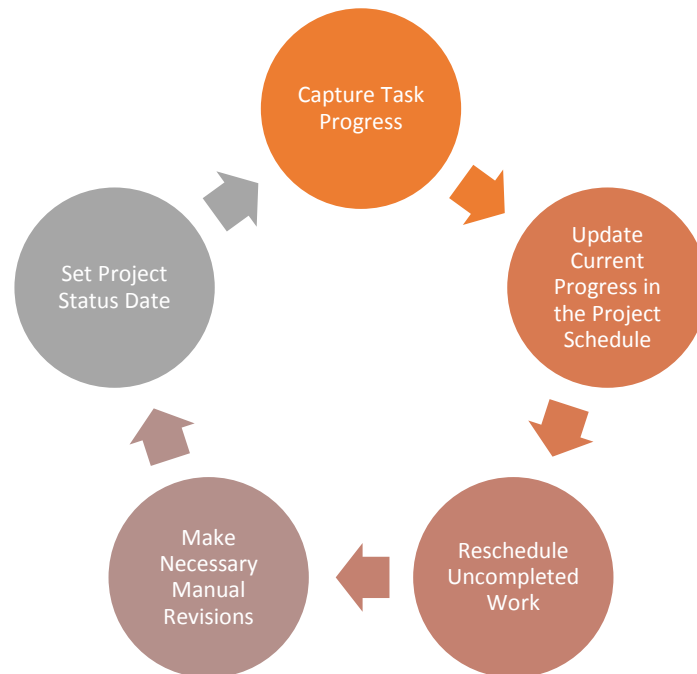 Capture Task
Progress
Update
Current
Progress in
the Project
Schedule
Reschedule
Uncompleted
Work
Make
Necessary
Manual
Revisions
Set Project
Status Date